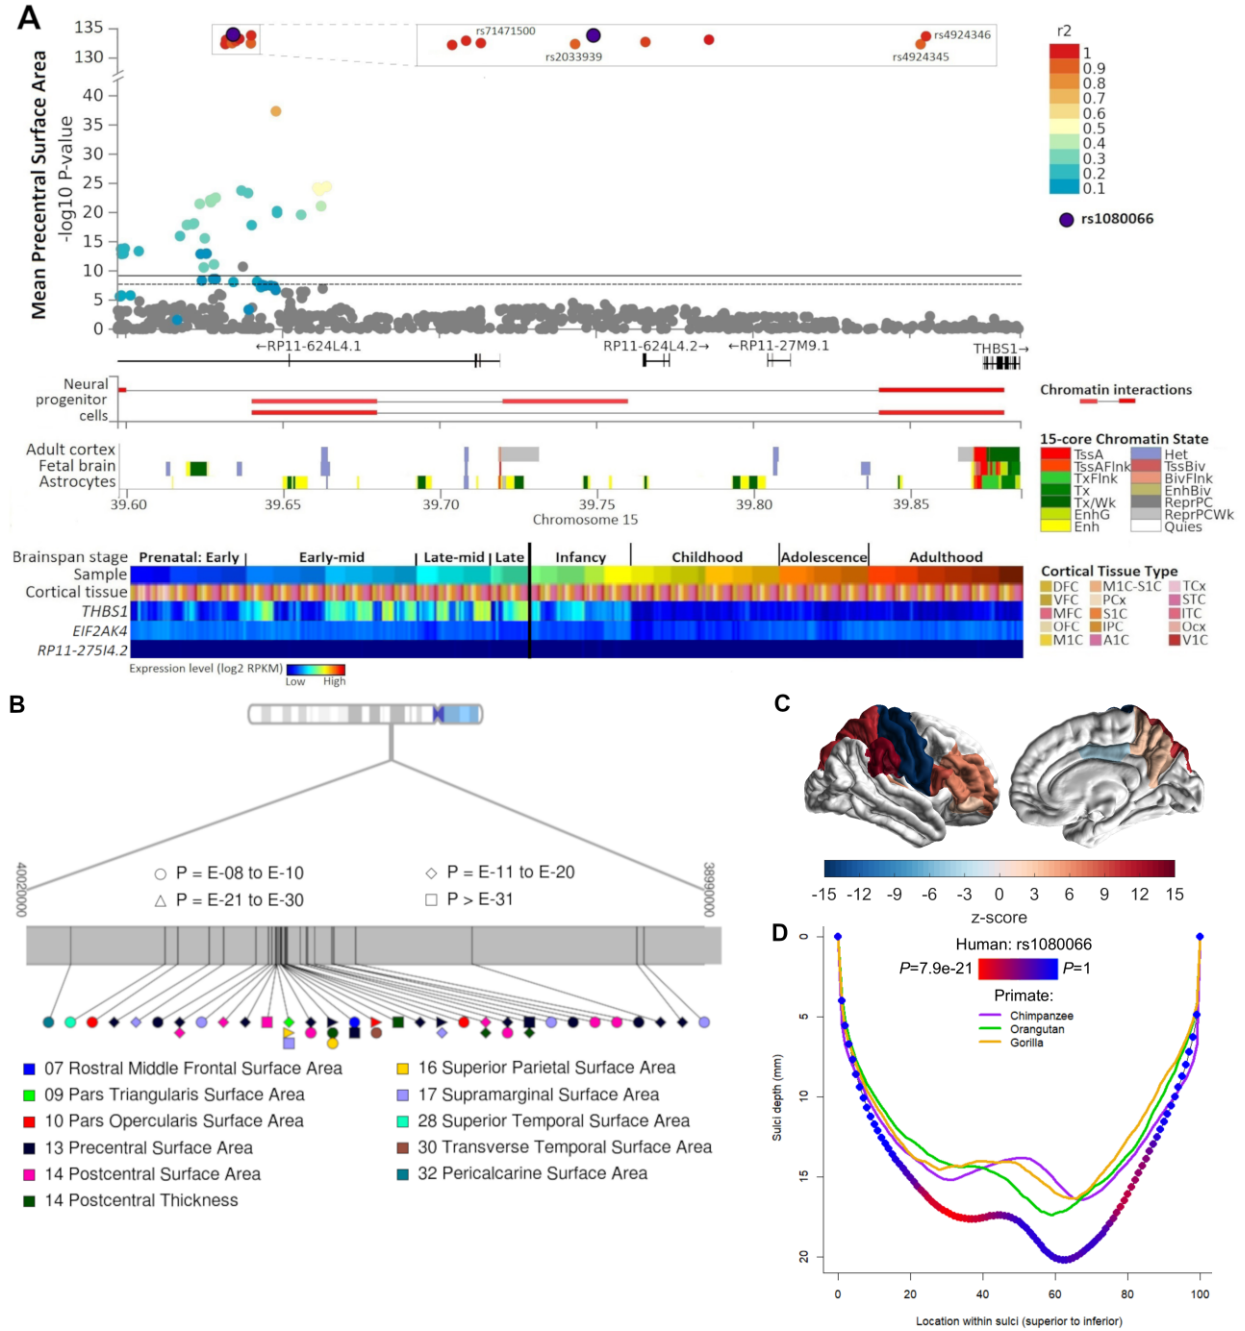 A
Mean Precentral Surface Area
-log10 P-value
135
130
40
35
30
25
20
15
10
5
0
rs71471500
rs2033939
rs4924346
rs4924345
r2
1
0.9
0.8
0.7
0.6
0.5
0.4
0.3
0.2
0.1
rs1080066
←RP11-624L4.1
RP11-624L4.2→
←RP11-27M9.1
THBS1→
Neural
progenitor
cells
Chromatin interactions
Adult cortex
Fetal brain
Astrocytes
39.60
39.65
39.70
39.75
39.80
39.85
Chromosome 15
15-core Chromatin State
TssA
Het
TssAFlnk
TssBiv
TxFlnk
BivFlnk
Tx
EnhBiv
Tx/Wk
ReprPC
EnhG
ReprPCWk
Enh
Quies
Brainspan stage
Prenatal: Early
Early-mid
Late-mid
Late
Infancy
Childhood
Adolescence
Adulthood
Sample
Cortical tissue
THBS1
EIF2AK4
RP11-275I4.2
Expression level (log2 RPKM)
Low
High
Cortical Tissue Type
DFC
M1C-S1C
TCx
VFC
PCx
STC
MFC
S1C
ITC
OFC
IPC
Ocx
M1C
A1C
V1C
B
40020000
38990000
P = E-08 to E-10
P = E-11 to E-20
P = E-21 to E-30
P > E-31
07 Rostral Middle Frontal Surface Area
09 Pars Triangularis Surface Area
10 Pars Opercularis Surface Area
13 Precentral Surface Area
14 Postcentral Surface Area
14 Postcentral Thickness
16 Superior Parietal Surface Area
17 Supramarginal Surface Area
28 Superior Temporal Surface Area
30 Transverse Temporal Surface Area
32 Pericalcarine Surface Area
C
-15 -12 -9 -6 -3 0 3 6 9 12 15
z-score
D
Human: rs1080066
P=7.9e-21
P=1
Primate:
Chimpanzee
Orangutan
Gorilla
Sulci depth (mm)
0
5
10
15
20
0 20 40 60 80 100
Location within sulci (superior to inferior)